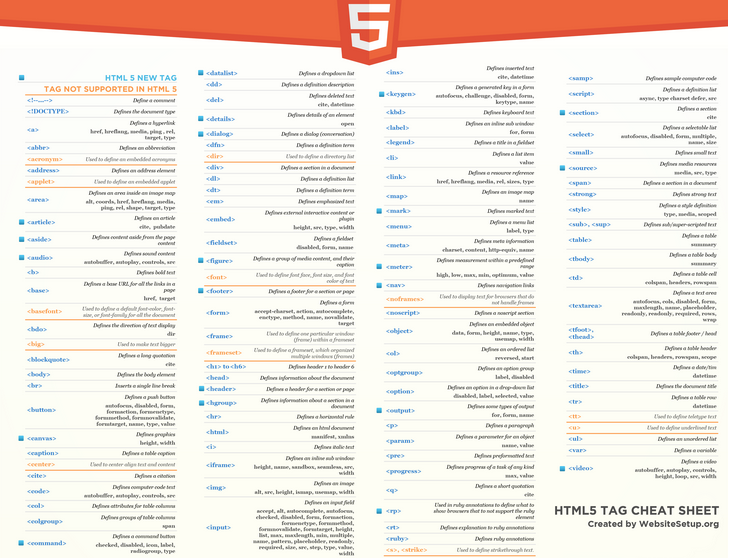 5
HTML 5 NEW TAG
TAG NOT SUPPORTED IN HTML 5
<!--...-->
Define a comment
<!DOCTYPE>
Defines the document type
<a>
Defines a hyperlink
href, hreflang, media, ping, rel,
target, type
<abbr>
Defines an abbreviation
<acronym>
Used to define an embedded acronyms
<address>
Defines an address element
<applet>
Used to define an embedded applet
<area>
Defines an area inside an image map
alt, coords, href, hreflang, media,
ping, rel, shape, target, type
<article>
Defines an article
cite, pubdate
<aside>
Defines content aside from the page
content
<audio>
Defines sound content
autobuffer, autoplay, controls, src
<b>
Defines bold text
<base>
Defines a base URL for all the links in a
page
href, target
<basefont>
Used to define a default font-color, font-
size, or font-family for all the document
<bdo>
Defines the direction of text display
dir
<big>
Used to make text bigger
<blockquote>
Defines a long quotation
cite
<body>
Defines the body element
<br>
Inserts a single line break
<button>
Defines a push button
autofocus, disabled, form,
formaction, formenctype,
formmethod, formnovalidate,
formtarget, name, type, value
<canvas>
Defines graphics
height, width
<caption>
Defines a table caption
<center>
Used to center align text and content
<cite>
Defines a citation
<code>
Defines computer code text
autobuffer, autoplay, controls, src
<col>
Defines attributes for table columns
<colgroup>
Defines groups of table columns
span
<command>
Defines a command button
checked, disabled, icon, label,
radiogroup, type
<datalist>
Defines a dropdown list
<dd>
Defines a definition description
<del>
Defines deleted text
cite, datetime
<details>
Defines details of an element
open
<dialog>
Defines a dialog (conversation)
<dfn>
Defines a definition term
<dir>
Used to define a directory list
<div>
Defines a section in a document
<dl>
Defines a definition list
<dt>
Defines a definition term
<em>
Defines emphasized text
<embed>
Defines external interactive content or
plugin
height, src, type, width
<fieldset>
Defines a fieldset
disabled, form, name
<figure>
Defines a group of media content, and their
caption
<font>
Used to define font face, font size, and font
color of text
<footer>
Defines a footer for a section or page
<form>
Defines a form
accept-charset, action, autocomplete,
enctype, method, name, novalidate,
target
<frame>
Used to define one particular window
(frame) within a frameset
<frameset>
Used to define a frameset, which organized
multiple windows (frames)
<h1> to <h6>
Defines header 1 to header 6
<head>
Defines information about the document
<header>
Defines a header for a section or page
<hgroup>
Defines information about a section in a
document
<hr>
Defines a horizontal rule
<html>
Defines an html document
manifest, xmlns
<i>
Defines italic text
<iframe>
Defines an inline sub window
height, name, sandbox, seamless, src,
width
<img>
Defines an image
alt, src, height, ismap, usemap, width
<input>
Defines an input field
accept, alt, autocomplete, autofocus,
checked, disabled, form, formaction,
formenctype, formmethod,
formnovalidate, formtarget, height,
list, max, maxlength, min, multiple,
name, pattern, placeholder, readonly,
required, size, src, step, type, value,
width
<ins>
Defines inserted text
cite, datetime
<keygen>
Defines a generated key in a form
autofocus, challenge, disabled, form,
keytype, name
<kbd>
Defines keyboard text
<label>
Defines an inline sub window
for, form
<legend>
Defines a title in a fieldset
<li>
Defines a list item
value
<link>
Defines a resource reference
href, hreflang, media, rel, sizes, type
<map>
Defines an image map
name
<mark>
Defines marked text
<menu>
Defines a menu list
label, type
<meta>
Defines meta information
charset, content, http-equiv, name
<meter>
Defines measurement within a predefined
range
high, low, max, min, optimum, value
<nav>
Defines navigation links
<noframes>
Used to display text for browsers that do
not handle frames
<noscript>
Defines a noscript section
<object>
Defines an embedded object
data, form, height, name, type,
usemap, width
<ol>
Defines an ordered list
reversed, start
<optgroup>
Defines an option group
label, disabled
<option>
Defines an option in a drop-down list
disabled, label, selected, value
<output>
Defines some types of output
for, form, name
<p>
Defines a paragraph
<param>
Defines a parameter for an object
name, value
<pre>
Defines preformatted text
<progress>
Defines progress of a task of any kind
max, value
<q>
Defines a short quotation
cite
<rp>
Used in ruby annotations to define what to
show browsers that to not support the ruby
element
<rt>
Defines explanation to ruby annotations
<ruby>
Defines ruby annotations
<s>, <strike>
Used to define strikethrough text.
<samp>
Defines sample computer code
<script>
Defines a definition list
async, type charset defer, src
<section>
Defines a section
cite
<select>
Defines a selectable list
autofocus, disabled, form, multiple,
name, size
<small>
Defines small text
<source>
Defines media resources
media, src, type
<span>
Defines a section in a document
<strong>
Defines strong text
<style>
Defines a style definition
type, media, scoped
<sub>, <sup>
Defines sub/super-scripted text
<table>
Defines a table
summary
<tbody>
Defines a table body
summary
<td>
Defines a table cell
colspan, headers, rowspan
<textarea>
Defines a text area
autofocus, cols, disabled, form,
maxlength, name, placeholder,
readonly, readonly, required, rows,
wrap
<tfoot>,
<thead>
Defines a table footer / head
<th>
Defines a table header
colspan, headers, rowspan, scope
<time>
Defines a date/tim
datetime
<title>
Defines the document title
<tr>
Defines a table row
datetime
<tt>
Used to define teletype text
<u>
Used to define underlined text
<ul>
Defines an unordered list
<var>
Defines a variable
<video>
Defines a video
autobuffer, autoplay, controls,
height, loop, src, width
HTML5 TAG CHEAT SHEET
Created by WebsiteSetup.org